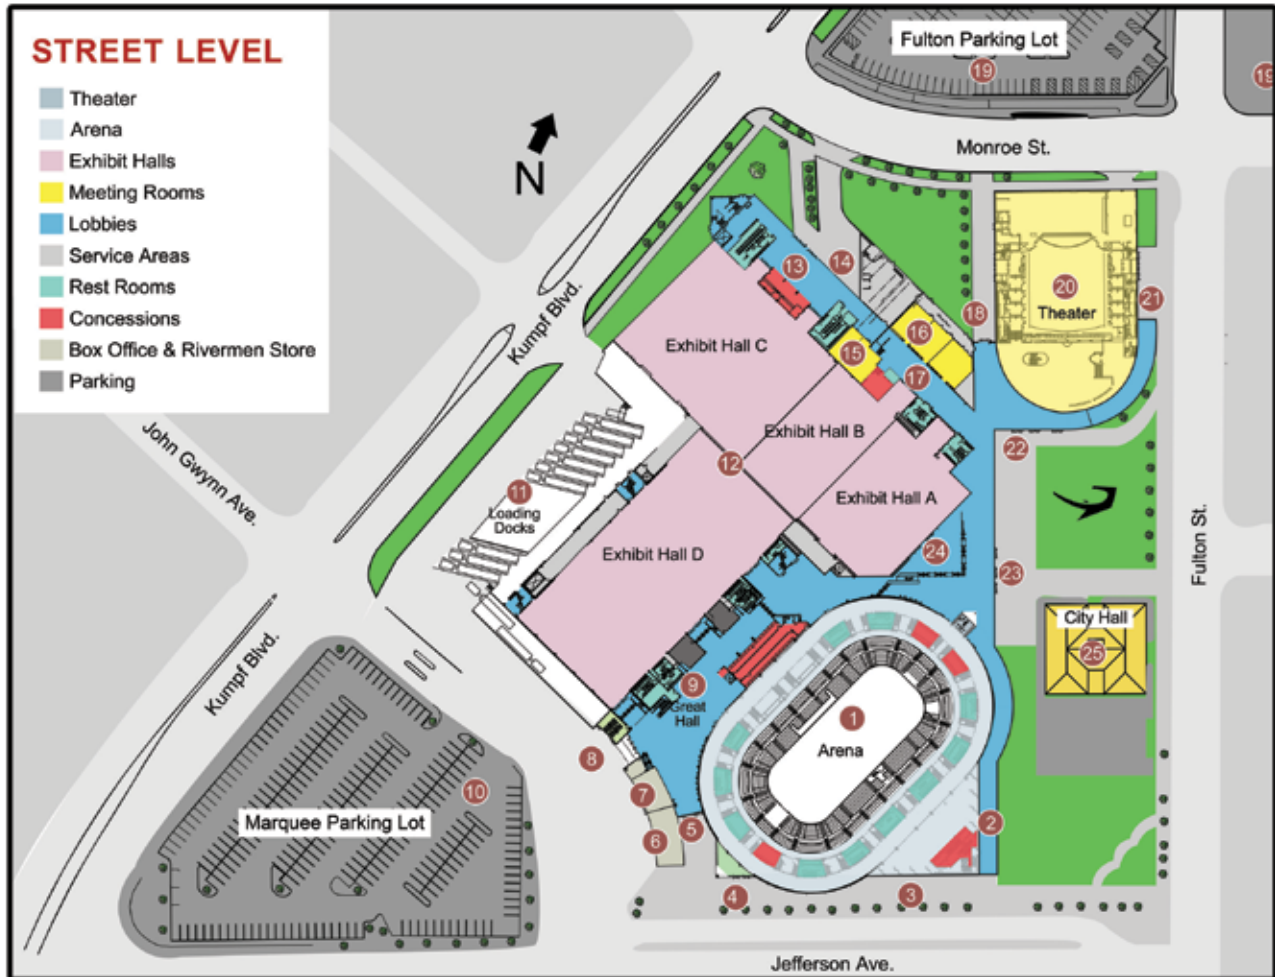 STREET LEVEL
Theater
Arena
Exhibit Halls
Meeting Rooms
Lobbies
Service Areas
Rest Rooms
Concessions
Box Office & Rivermen Store
Parking
N
Fulton Parking Lot
19
19
Monroe St.
Kumpf Blvd.
John Gwynn Ave.
13
14
18
20
Theater
21
16
Exhibit Hall C
15
17
Exhibit Hall B
12
22
Exhibit Hall A
11
Loading
Docks
Exhibit Hall D
24
23
Fulton St.
City Hall
25
Kumpf Blvd.
9
Great
Hall
1
Arena
8
10
7
Marquee Parking Lot
5
2
6
4
3
Jefferson Ave.